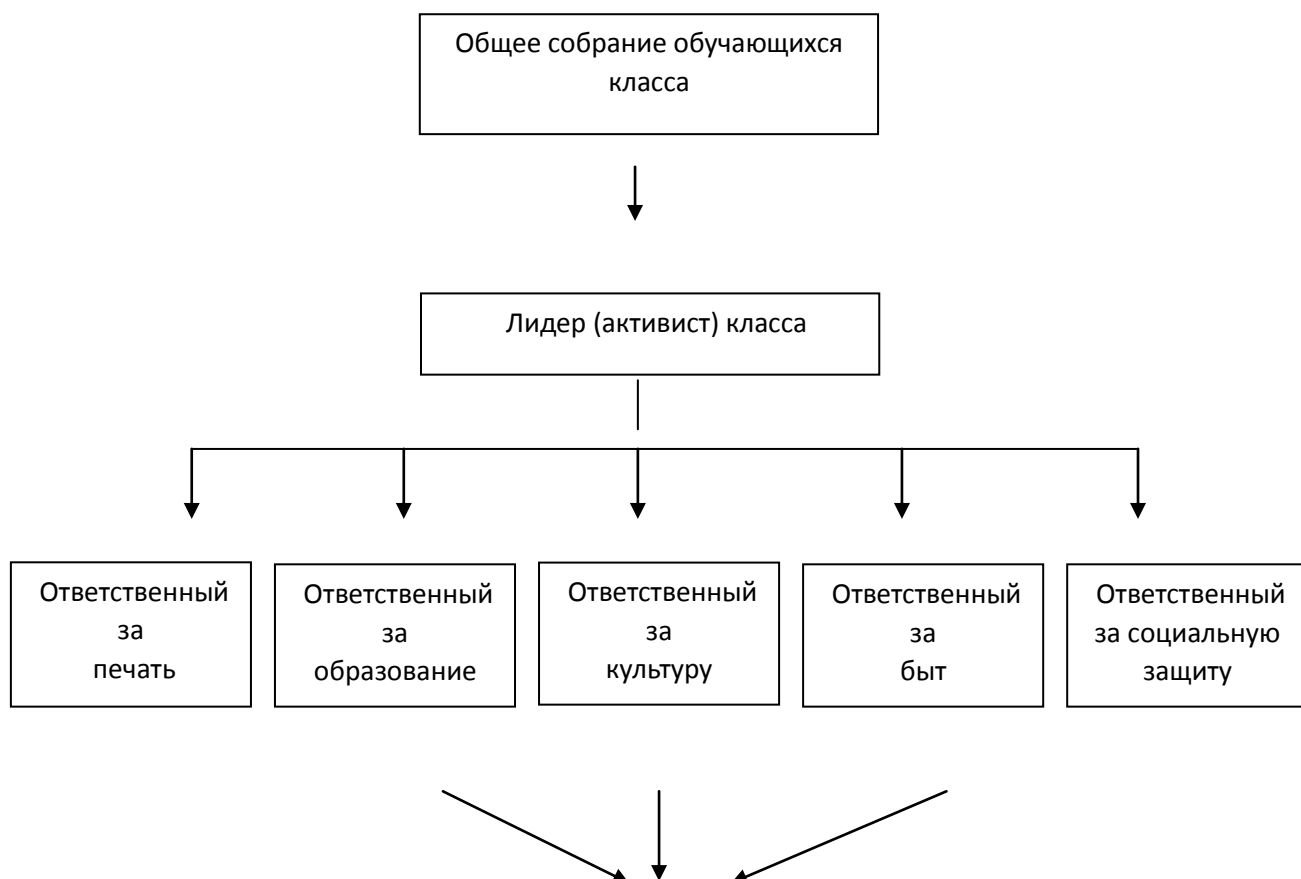 Общее собрание обучающихся
класса
Лидер (активист) класса
Ответственный
за
печать
Ответственный
за
образование
Ответственный
за
культуру
Ответственный
за
быт
Ответственный
за социальную
защиту